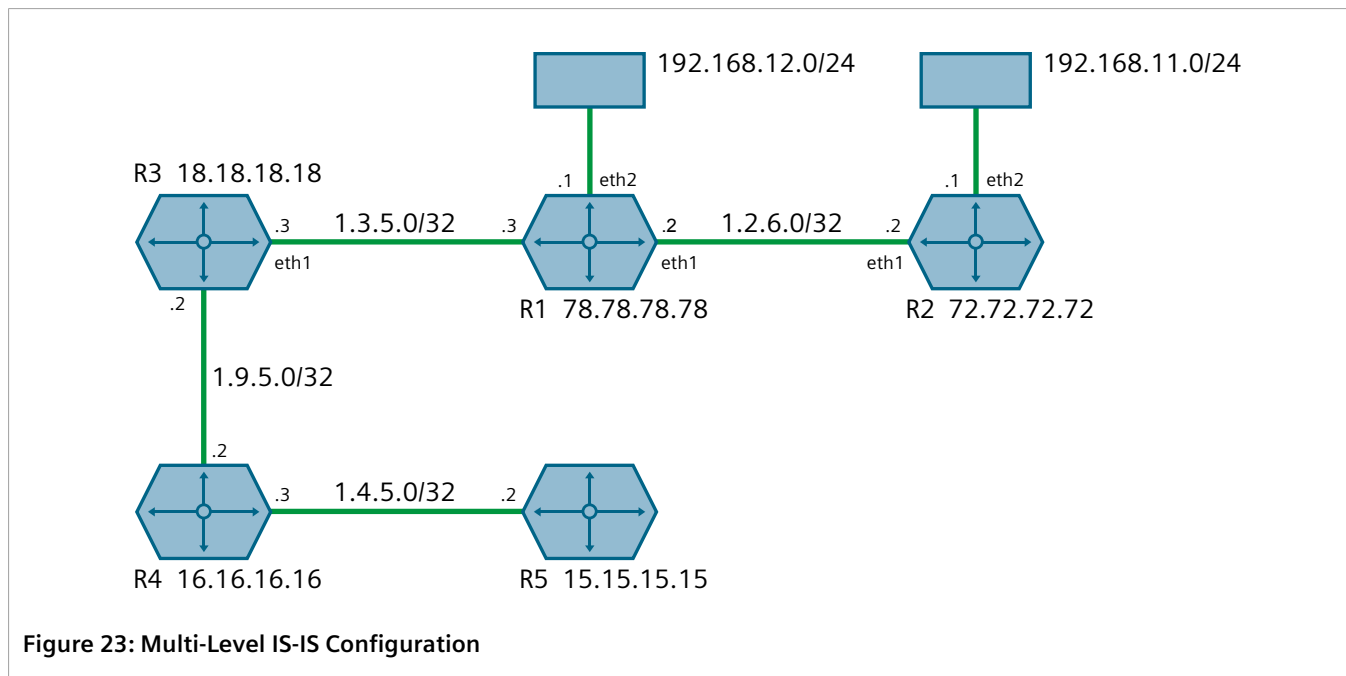 192.168.12.0/24
192.168.11.0/24
R3 18.18.18.18
.1
eth2
.1
eth2
.3
1.3.5.0/32
.3
.2
1.2.6.0/32
.2
eth1
eth1
eth1
.2
R1 78.78.78.78
R2 72.72.72.72
1.9.5.0/32
.2
.3
1.4.5.0/32
.2
R4 16.16.16.16
R5 15.15.15.15
Figure 23: Multi-Level IS-IS Configuration